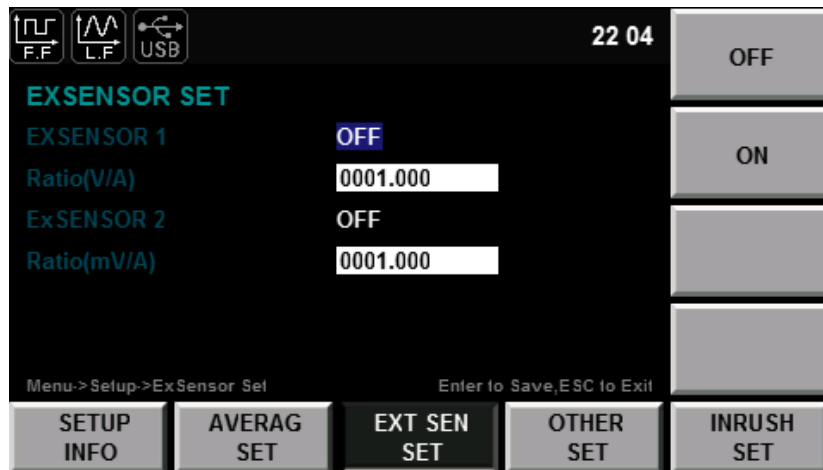 F.F L.F USB 22 04
OFF
EXSENSOR SET
EXSENSOR 1 OFF
ON
Ratio(V/A) 0001.000
ExSENSOR 2 OFF
Ratio(mV/A) 0001.000
Menu->Setup->ExSensor Set Enter to Save,ESC to Exit
SETUP INFO
AVERAG SET
EXT SEN SET
OTHER SET
INRUSH SET